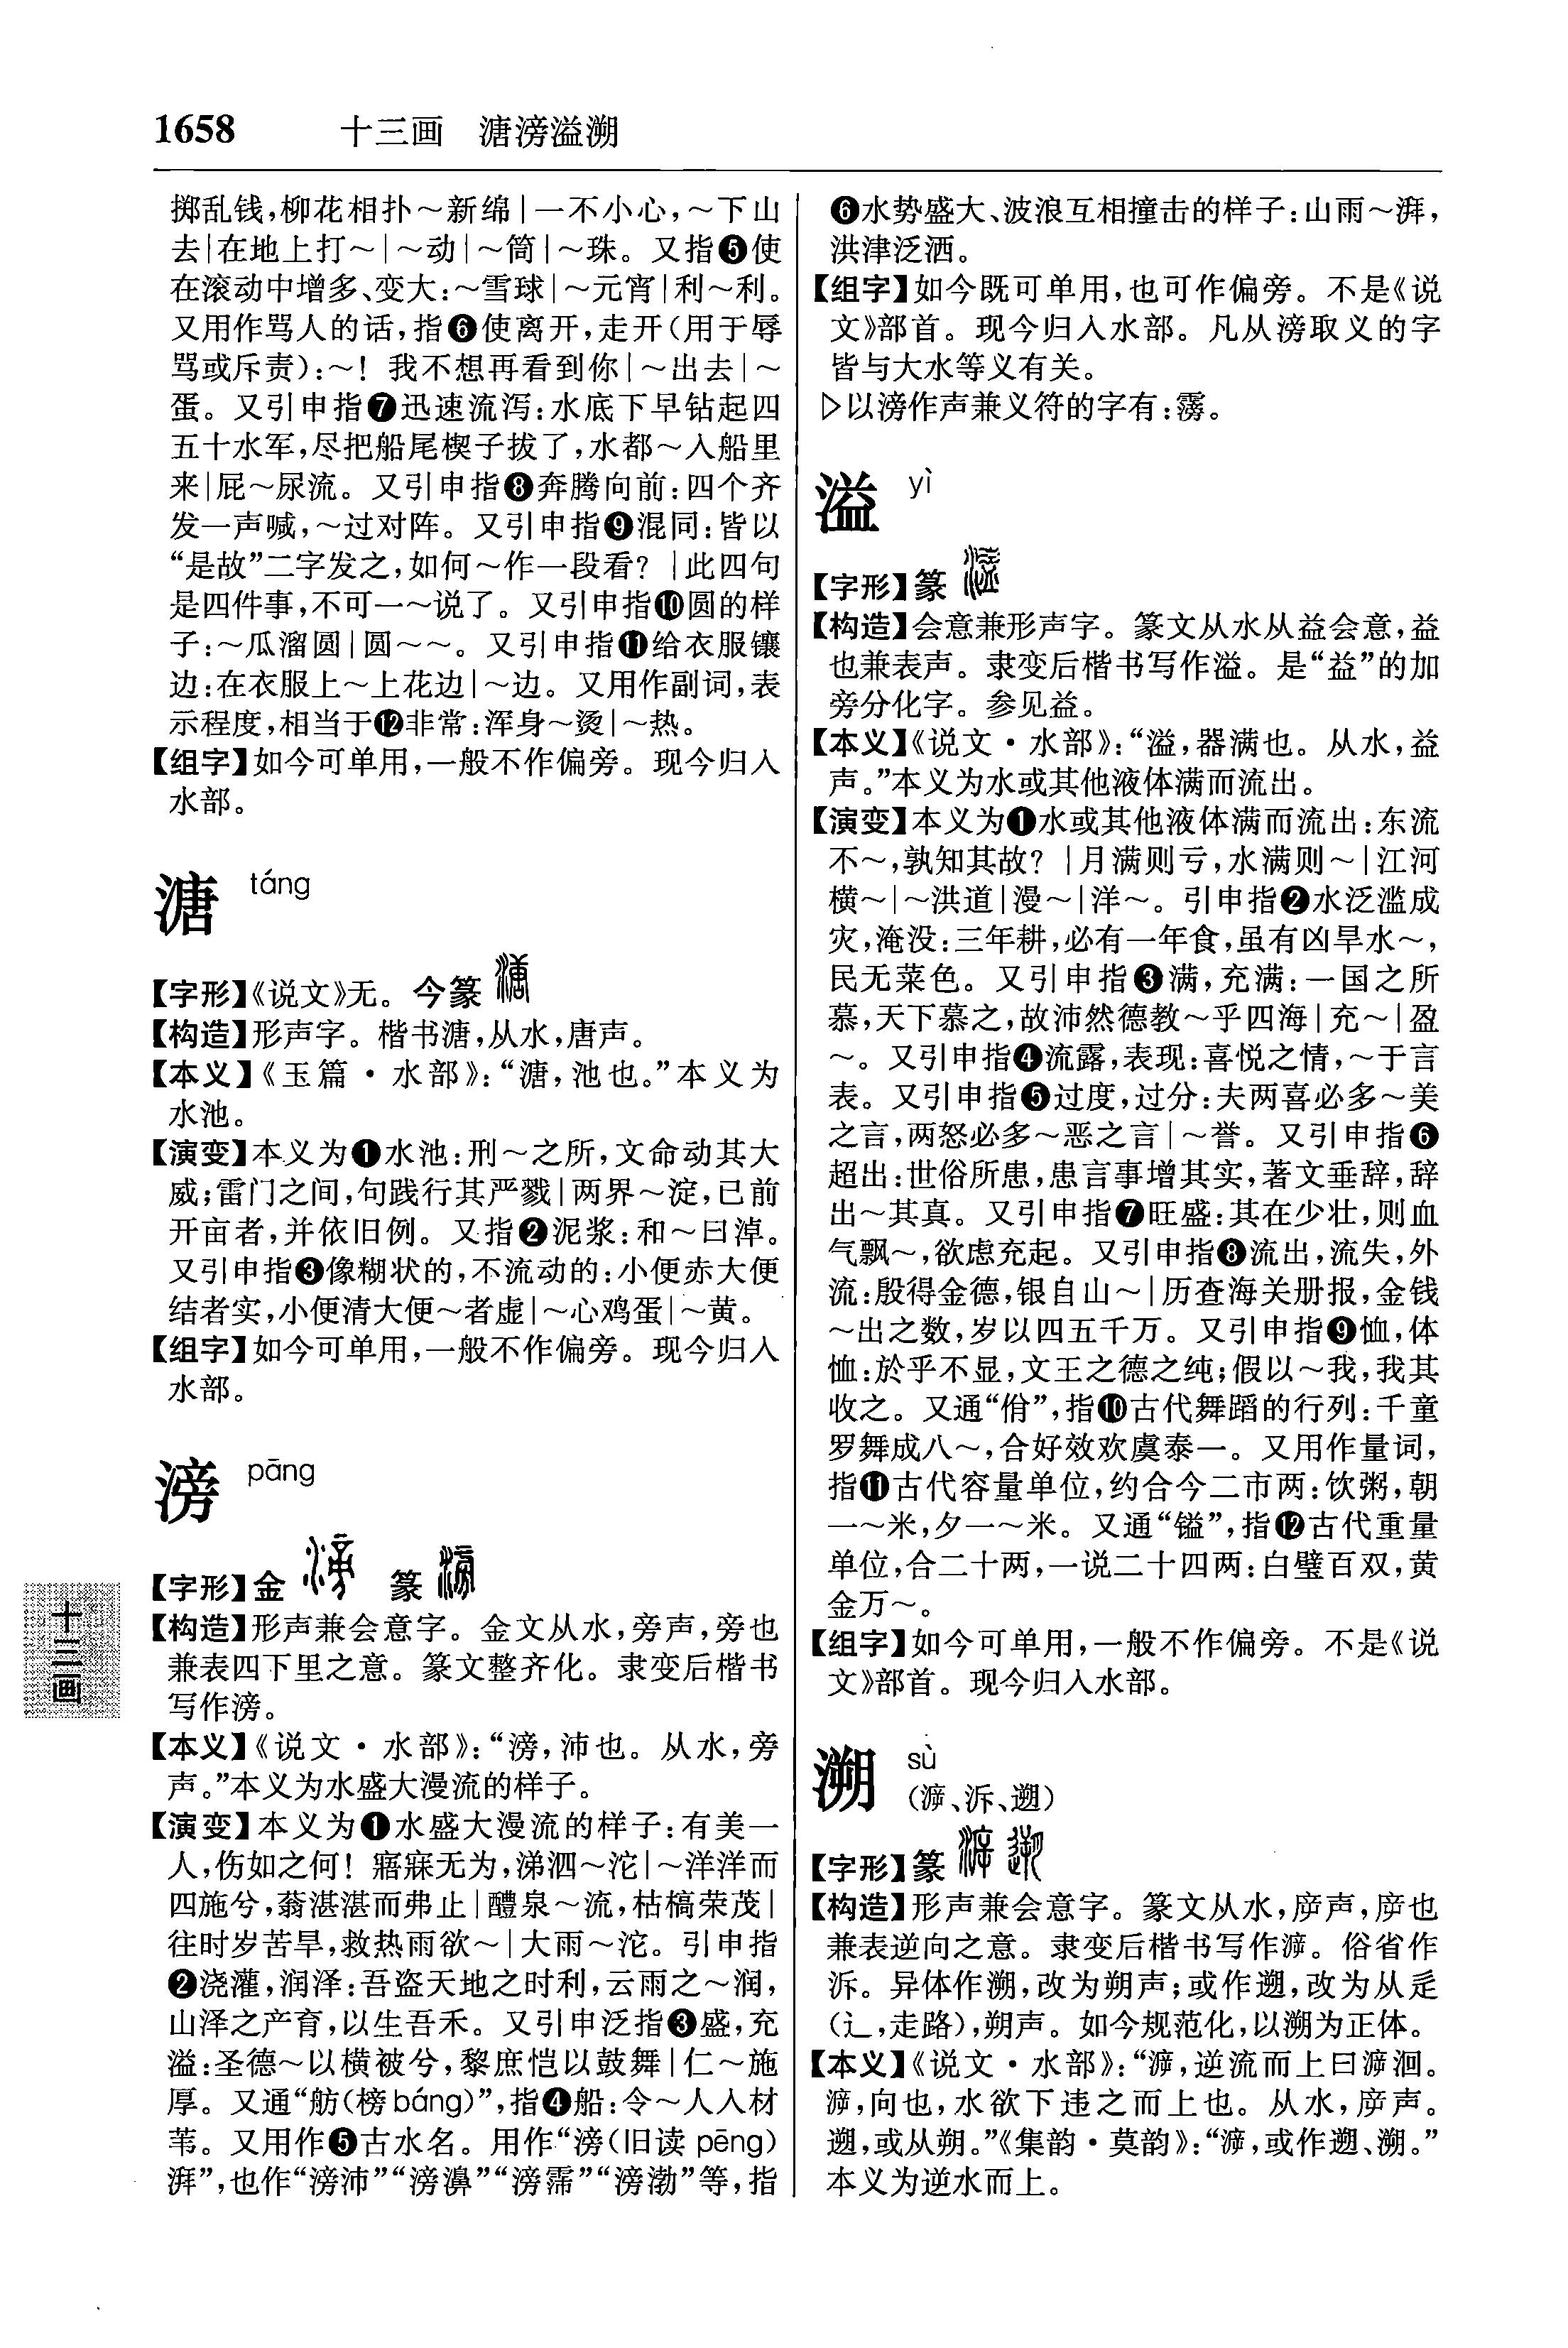 1658 十三画 溏滂溢溯
掷乱钱,柳花相扑～新绵|一不小心,～下山
去|在地上打～|～动|～筒|～珠。又指❺使
在滚动中增多、变大:～雪球|～元宵|利～利。
又用作骂人的话,指❻使离开,走开(用于辱
骂或斥责):～! 我不想再看到你|～出去|～
蛋。又引申指❼迅速流泻:水底下早钻起四
五十水军,尽把船尾楔子拔了,水都～入船里
来|屁～尿流。又引申指❽奔腾向前:四个齐
发一声喊,～过对阵。又引申指❾混同:皆以
“是故”二字发之,如何～作一段看? |此四句
是四件事,不可一～说了。又引申指❿圆的样
子:～瓜溜圆|圆～～。又引申指⓫给衣服镶
边:在衣服上～上花边|～边。又用作副词,表
示程度,相当于⓬非常:浑身～烫|～热。
【组字】如今可单用,一般不作偏旁。现今归入
水部。
溏 táng
【字形】《说文》无。今篆
【构造】形声字。楷书溏,从水,唐声。
【本义】《玉篇·水部》:“溏,池也。”本义为
水池。
【演变】本义为❶水池:刑～之所,文命动其大
威;雷门之间,句践行其严戮|两界～淀,已前
开亩者,并依旧例。又指❷泥浆:和～曰淖。
又引申指❸像糊状的,不流动的:小便赤大便
结者实,小便清大便～者虚|～心鸡蛋|～黄。
【组字】如今可单用,一般不作偏旁。现今归入
水部。
滂 pāng
【字形】金 篆
【构造】形声兼会意字。金文从水,旁声,旁也
兼表四下里之意。篆文整齐化。隶变后楷书
写作滂。
【本义】《说文·水部》:“滂,沛也。从水,旁
声。”本义为水盛大漫流的样子。
【演变】本义为❶水盛大漫流的样子:有美一
人,伤如之何! 寤寐无为,涕泗～沱|～洋洋而
四施兮,蓊湛湛而弗止|醴泉～流,枯槁荣茂|
往时岁苦旱,救热雨欲～|大雨～沱。引申指
❷浇灌,润泽:吾盗天地之时利,云雨之～润,
山泽之产育,以生吾禾。又引申泛指❸盛,充
溢:圣德～以横被兮,黎庶恺以鼓舞|仁～施
厚。又通“舫(榜 báng)”,指❹船:令～人入材
苇。又用作❺古水名。用作“滂(旧读 pēng)
湃”,也作“滂沛”“滂濞”“滂霈”“滂渤”等,指
❻水势盛大、波浪互相撞击的样子:山雨～湃,
洪津泛洒。
【组字】如今既可单用,也可作偏旁。不是《说
文》部首。现今归入水部。凡从滂取义的字
皆与大水等义有关。
▷以滂作声兼义符的字有:霶。
溢 yì
【字形】篆
【构造】会意兼形声字。篆文从水从益会意,益
也兼表声。隶变后楷书写作溢。是“益”的加
旁分化字。参见益。
【本义】《说文·水部》:“溢,器满也。从水,益
声。”本义为水或其他液体满而流出。
【演变】本义为❶水或其他液体满而流出:东流
不～,孰知其故? |月满则亏,水满则～|江河
横～|～洪道|漫～|洋～。引申指❷水泛滥成
灾,淹没:三年耕,必有一年食,虽有凶旱水～,
民无菜色。又引申指❸满,充满:一国之所
慕,天下慕之,故沛然德教～乎四海|充～|盈
～。又引申指❹流露,表现:喜悦之情,～于言
表。又引申指❺过度,过分:夫两喜必多～美
之言,两怒必多～恶之言|～誉。又引申指❻
超出:世俗所患,患言事增其实,著文垂辞,辞
出～其真。又引申指❼旺盛:其在少壮,则血
气飘～,欲虑充起。又引申指❽流出,流失,外
流:殷得金德,银自山～|历查海关册报,金钱
～出之数,岁以四五千万。又引申指❾恤,体
恤:於乎不显,文王之德之纯;假以～我,我其
收之。又通“佾”,指❿古代舞蹈的行列:千童
罗舞成八～,合好效欢虞泰一。又用作量词,
指⓫古代容量单位,约合今二市两:饮粥,朝
一～米,夕一～米。又通“镒”,指⓬古代重量
单位,合二十两,一说二十四两:白璧百双,黄
金万～。
【组字】如今可单用,一般不作偏旁。不是《说
文》部首。现今归入水部。
溯 sù
(㴑、泝、遡)
【字形】篆
【构造】形声兼会意字。篆文从水,㡿声,㡿也
兼表逆向之意。隶变后楷书写作㴑。俗省作
泝。异体作溯,改为朔声;或作遡,改为从辵
(辶,走路),朔声。如今规范化,以溯为正体。
【本义】《说文·水部》:“㴑,逆流而上曰㴑洄。
㴑,向也,水欲下违之而上也。从水,㡿声。
遡,或从朔。”《集韵·莫韵》:“㴑,或作遡、溯。”
本义为逆水而上。
十三画